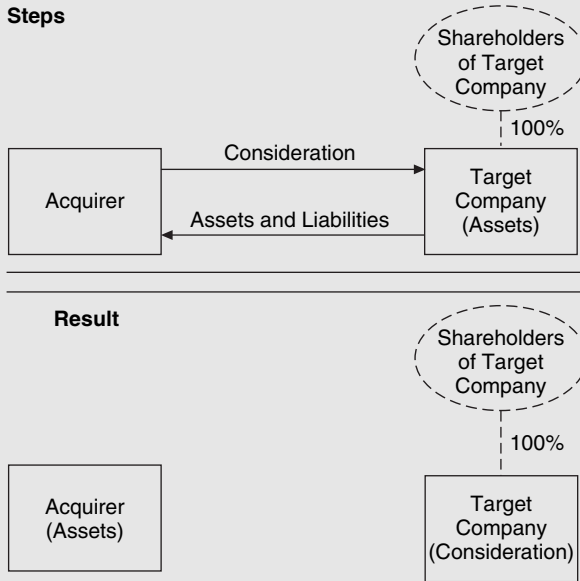 Steps
Shareholders
of Target
Company
100%
Consideration
Acquirer
Target
Company
(Assets)
Assets and Liabilities
Result
Shareholders
of Target
Company
100%
Acquirer
(Assets)
Target
Company
(Consideration)